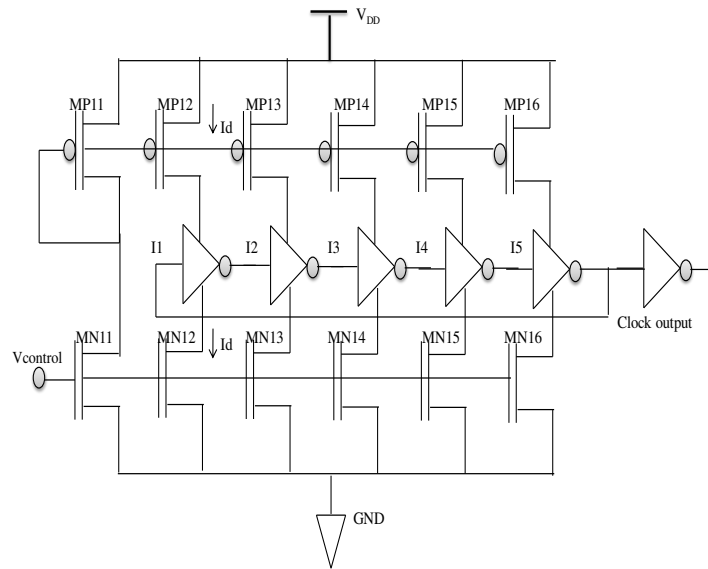 V_DD
MP11 MP12 MP13 MP14 MP15 MP16
Id
I1 I2 I3 I4 I5
Clock output
MN11 MN12 Id MN13 MN14 MN15 MN16
Vcontrol
GND